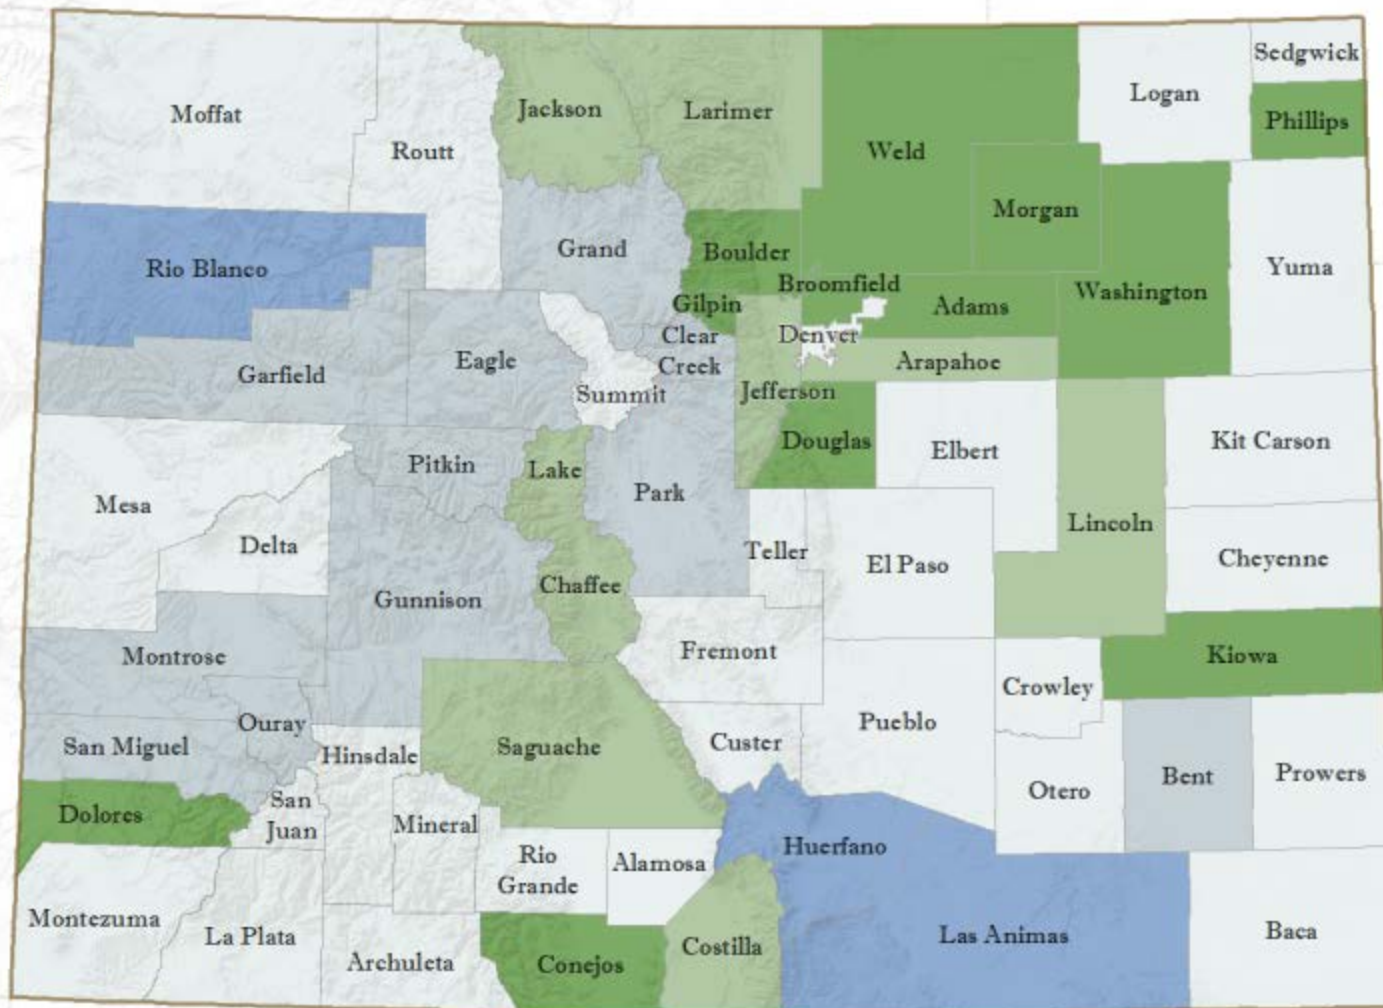 Sedgwick
Logan
Moffat
Jackson
Larimer
Phillips
Routt
Weld
Morgan
Grand
Boulder
Rio Blanco
Yuma
Broomfield
Washington
Gilpin
Adams
Clear
Creek
Denver
Eagle
Arapahoe
Garfield
Summit
Jefferson
Douglas
Elbert
Kit Carson
Pitkin
Lake
Park
Mesa
Lincoln
Delta
Teller
El Paso
Cheyenne
Chaffee
Gunnison
Fremont
Montrose
Kiowa
Crowley
Ouray
Pueblo
San Miguel
Saguache
Custer
Hinsdale
Bent
Prowers
Otero
San
Juan
Dolores
Mineral
Huerfano
Rio
Grande
Alamosa
Montezuma
La Plata
Las Animas
Baca
Costilla
Archuleta
Conejos